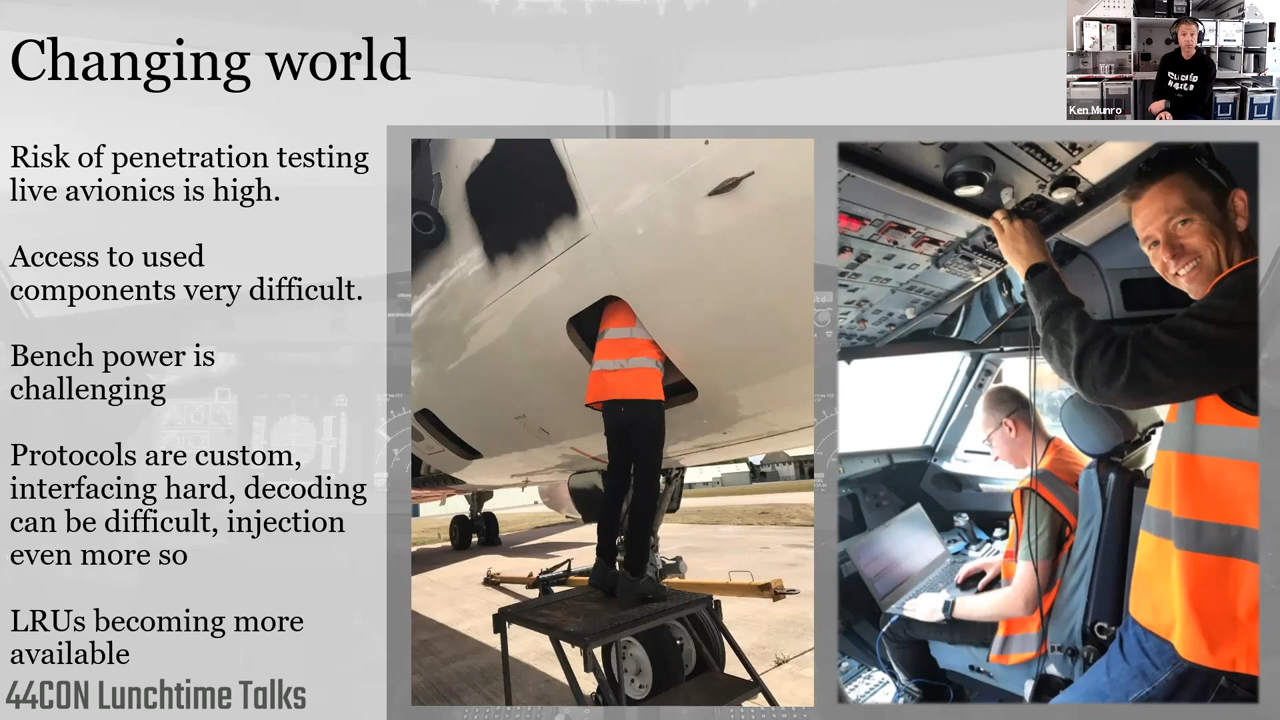 Changing world
Ken Munro
Risk of penetration testing
live avionics is high.
Access to used
components very difficult.
Bench power is
challenging
Protocols are custom,
interfacing hard, decoding
can be difficult, injection
even more so
LRUs becoming more
available
44CON Lunchtime Talks